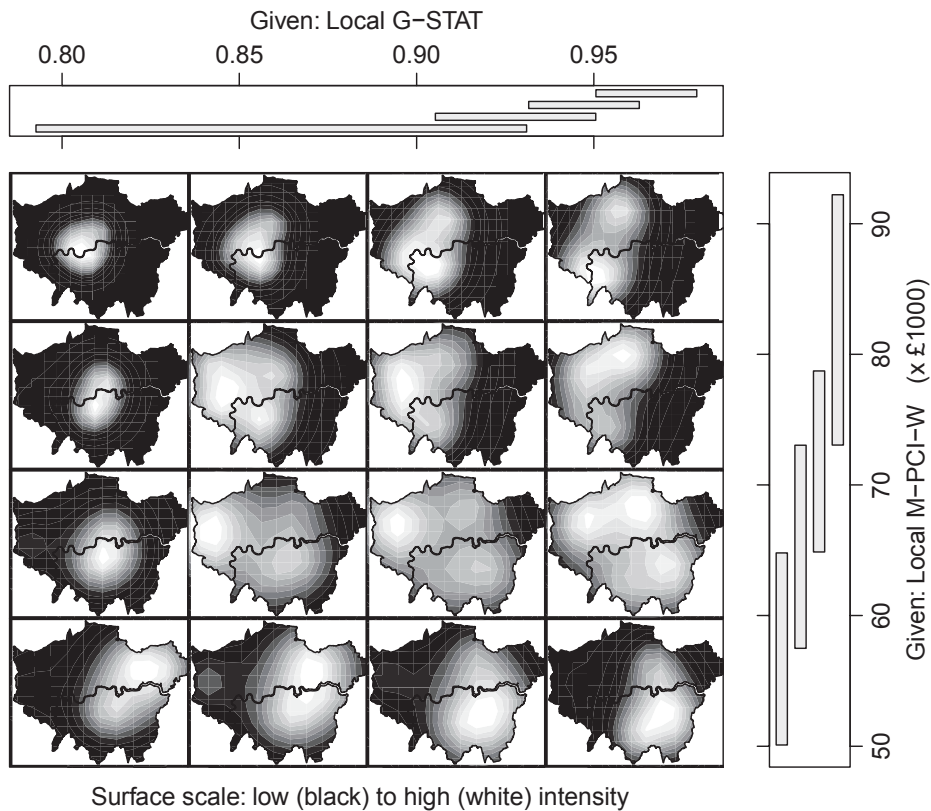 Given: Local G−STAT
0.80 0.85 0.90 0.95
90
80
70
60
50
Given: Local M−PCI−W (x £1000)
Surface scale: low (black) to high (white) intensity